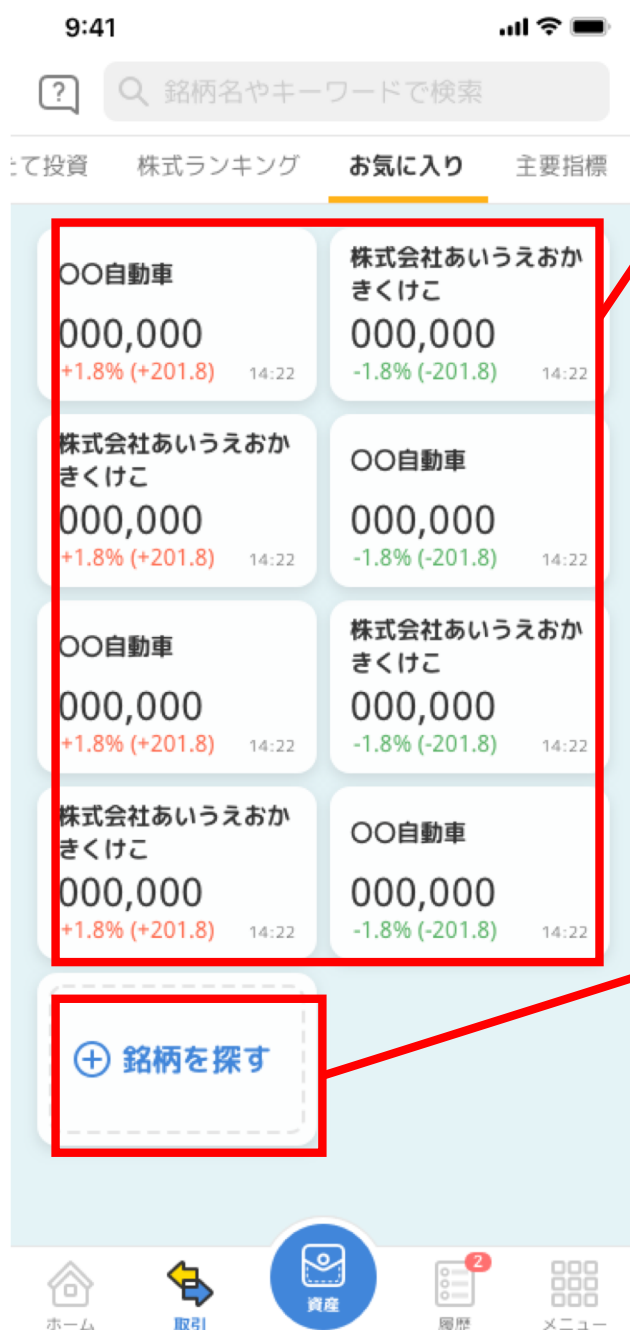 9:41
?
銘柄名やキーワードで検索
て投資 株式ランキング お気に入り 主要指標
〇〇自動車
000,000
+1.8% (+201.8) 14:22
株式会社あいうえおか
きくけこ
000,000
-1.8% (-201.8) 14:22
株式会社あいうえおか
きくけこ
000,000
+1.8% (+201.8) 14:22
〇〇自動車
000,000
-1.8% (-201.8) 14:22
〇〇自動車
000,000
+1.8% (+201.8) 14:22
株式会社あいうえおか
きくけこ
000,000
-1.8% (-201.8) 14:22
株式会社あいうえおか
きくけこ
000,000
+1.8% (+201.8) 14:22
〇〇自動車
000,000
-1.8% (-201.8) 14:22
銘柄を探す
2
ホーム 取引 資産 履歴 メニュー